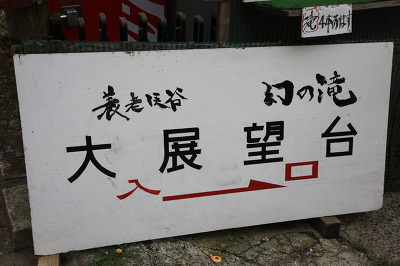 養老渓谷 幻の滝
大展望台
入口